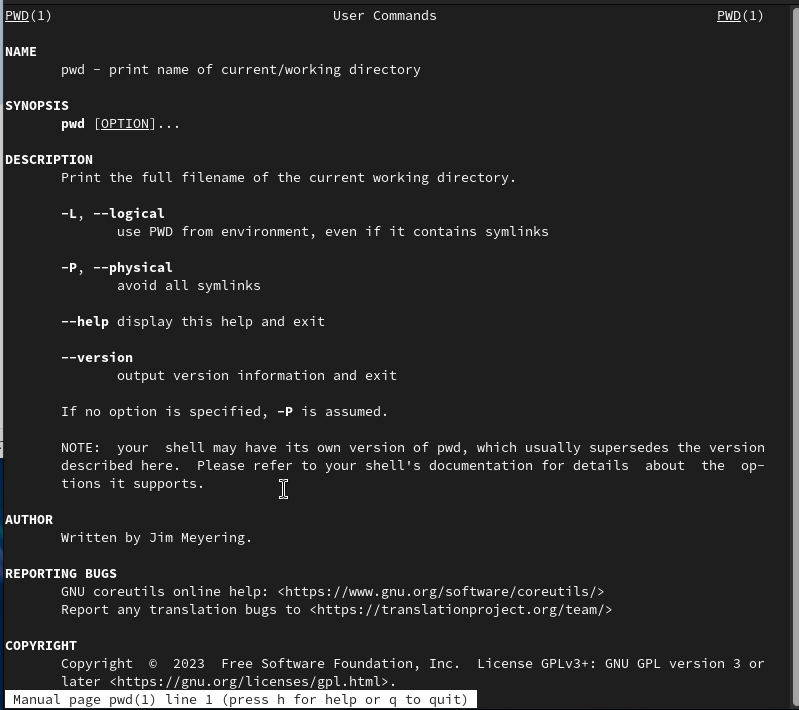 PWD(1) User Commands PWD(1)
NAME
pwd - print name of current/working directory
SYNOPSIS
pwd [OPTION]...
DESCRIPTION
Print the full filename of the current working directory.
-L, --logical
use PWD from environment, even if it contains symlinks
-P, --physical
avoid all symlinks
--help display this help and exit
--version
output version information and exit
If no option is specified, -P is assumed.
NOTE: your shell may have its own version of pwd, which usually supersedes the version
described here. Please refer to your shell's documentation for details about the op-
tions it supports.
AUTHOR
Written by Jim Meyering.
REPORTING BUGS
GNU coreutils online help: <https://www.gnu.org/software/coreutils/>
Report any translation bugs to <https://translationproject.org/team/>
COPYRIGHT
Copyright © 2023 Free Software Foundation, Inc. License GPLv3+: GNU GPL version 3 or
later <https://gnu.org/licenses/gpl.html>.
Manual page pwd(1) line 1 (press h for help or q to quit)